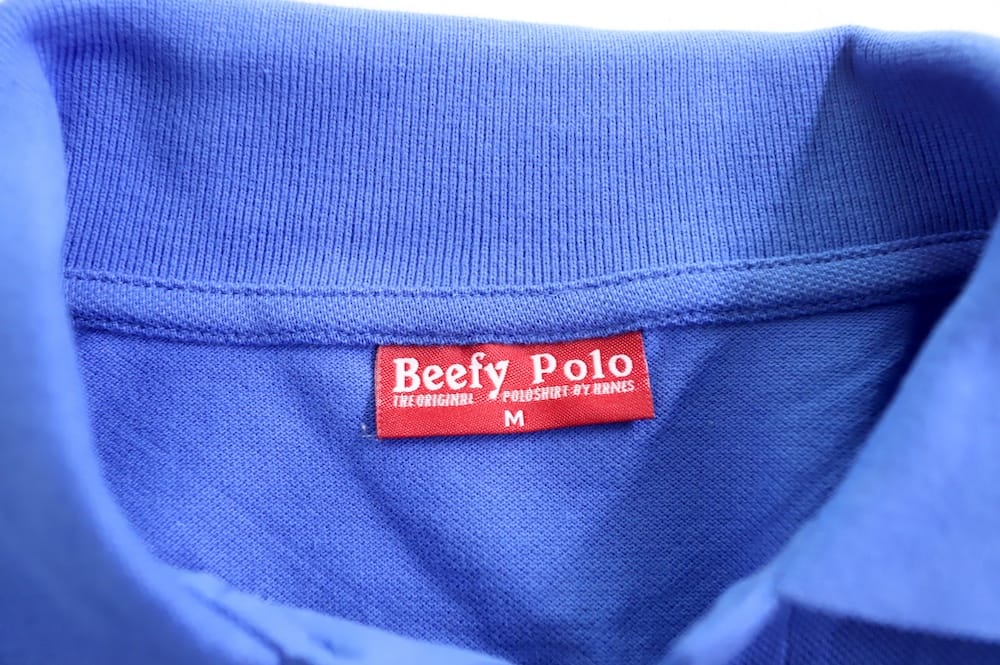 Beefy Polo
THE ORIGINAL POLOSHIRT BY HANES
M